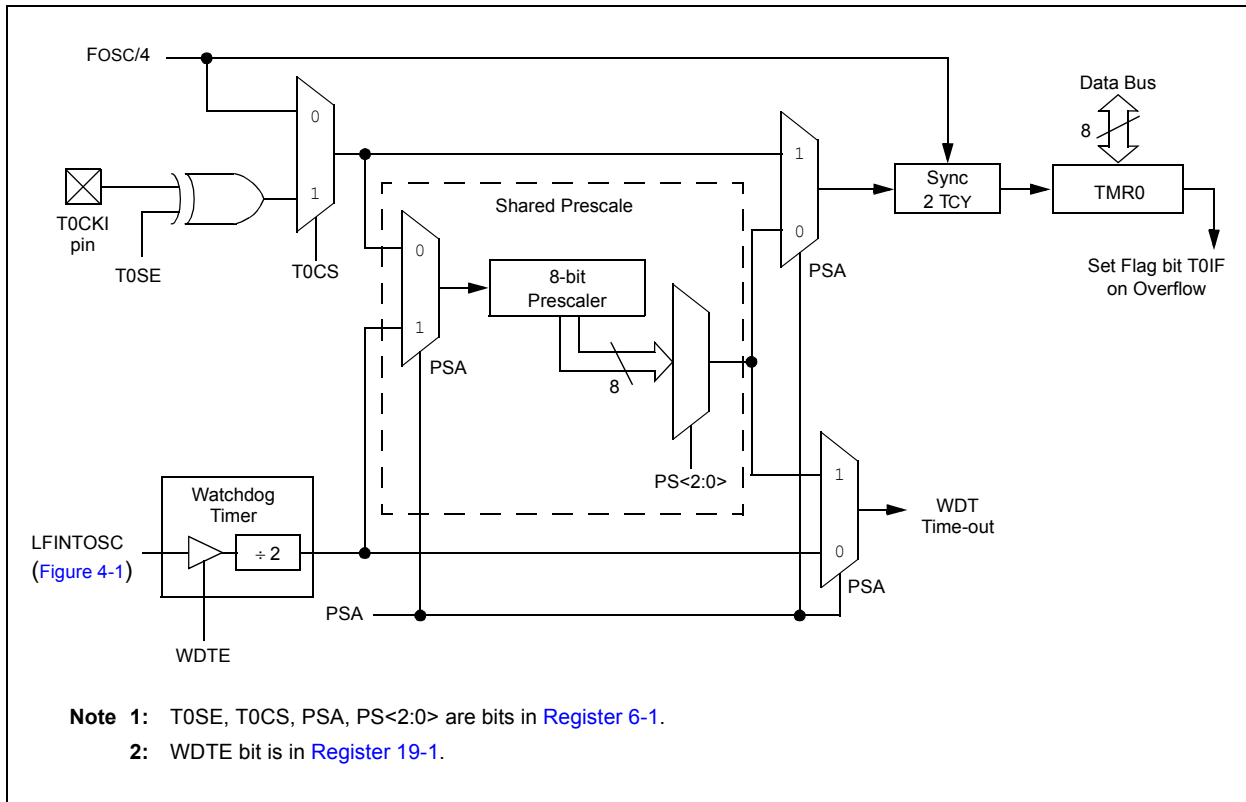 FOSC/4
Data Bus
8
0
1
1
0
Sync
2 TCY
TMR0
T0CKI
pin
T0SE
T0CS
Shared Prescale
0
1
PSA
8-bit
Prescaler
8
PS<2:0>
PSA
Set Flag bit T0IF
on Overflow
Watchdog
Timer
LFINTOSC
(Figure 4-1)
÷ 2
WDTE
1
0
WDT
Time-out
PSA
PSA
Note 1: T0SE, T0CS, PSA, PS<2:0> are bits in Register 6-1.
2: WDTE bit is in Register 19-1.